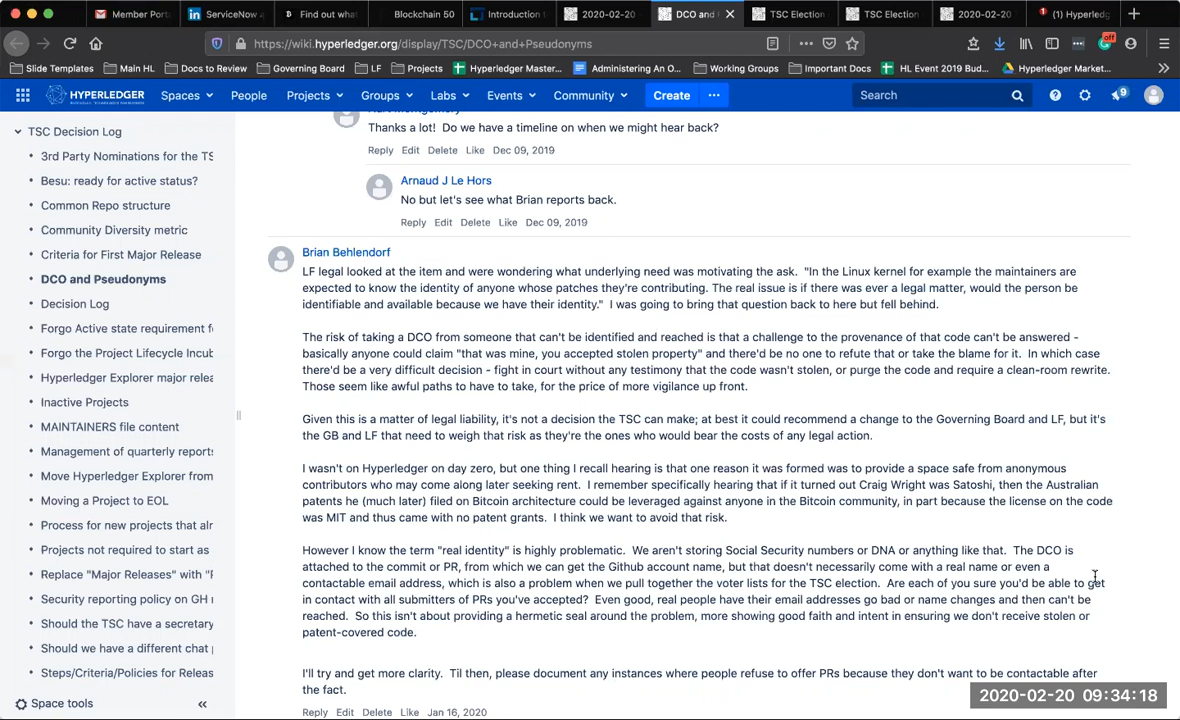 Member Port
ServiceNow a
Find out what
Blockchain 50
Introduction t
2020-02-20
DCO and
TSC Election
TSC Election
2020-02-20
(1) Hyperledg
https://wiki.hyperledger.org/display/TSC/DCO+and+Pseudonyms
off
Slide Templates
Main HL
Docs to Review
Governing Board
LF
Projects
Hyperledger Master...
Administering An O...
Working Groups
Important Docs
HL Event 2019 Bud...
Hyperledger Market...
HYPERLEDGER
Spaces
People
Projects
Groups
Labs
Events
Community
Create
Search
9
TSC Decision Log
3rd Party Nominations for the TS
Besu: ready for active status?
Common Repo structure
Community Diversity metric
Criteria for First Major Release
DCO and Pseudonyms
Decision Log
Forgo Active state requirement f
Forgo the Project Lifecycle Incub
Hyperledger Explorer major relea
Inactive Projects
MAINTAINERS file content
Management of quarterly reports
Move Hyperledger Explorer from
Moving a Project to EOL
Process for new projects that alr
Projects not required to start as
Replace "Major Releases" with "F
Security reporting policy on GH r
Should the TSC have a secretary
Should we have a different chat p
Steps/Criteria/Policies for Releas
Space tools
Thanks a lot!  Do we have a timeline on when we might hear back?
Reply Edit Delete Like Dec 09, 2019
Arnaud J Le Hors
No but let's see what Brian reports back.
Reply Edit Delete Like Dec 09, 2019
Brian Behlendorf
LF legal looked at the item and were wondering what underlying need was motivating the ask.  "In the Linux kernel for example the maintainers are
expected to know the identity of anyone whose patches they're contributing. The real issue is if there was ever a legal matter, would the person be
identifiable and available because we have their identity."  I was going to bring that question back to here but fell behind.
The risk of taking a DCO from someone that can't be identified and reached is that a challenge to the provenance of that code can't be answered -
basically anyone could claim "that was mine, you accepted stolen property" and there'd be no one to refute that or take the blame for it.  In which case
there'd be a very difficult decision - fight in court without any testimony that the code wasn't stolen, or purge the code and require a clean-room rewrite.
Those seem like awful paths to have to take, for the price of more vigilance up front.
Given this is a matter of legal liability, it's not a decision the TSC can make; at best it could recommend a change to the Governing Board and LF, but it's
the GB and LF that need to weigh that risk as they're the ones who would bear the costs of any legal action.
I wasn't on Hyperledger on day zero, but one thing I recall hearing is that one reason it was formed was to provide a space safe from anonymous
contributors who may come along later seeking rent.  I remember specifically hearing that if it turned out Craig Wright was Satoshi, then the Australian
patents he (much later) filed on Bitcoin architecture could be leveraged against anyone in the Bitcoin community, in part because the license on the code
was MIT and thus came with no patent grants.  I think we want to avoid that risk.
However I know the term "real identity" is highly problematic.  We aren't storing Social Security numbers or DNA or anything like that.  The DCO is
attached to the commit or PR, from which we can get the Github account name, but that doesn't necessarily come with a real name or even a
contactable email address, which is also a problem when we pull together the voter lists for the TSC election.  Are each of you sure you'd be able to get
in contact with all submitters of PRs you've accepted?  Even good, real people have their email addresses go bad or name changes and then can't be
reached.  So this isn't about providing a hermetic seal around the problem, more showing good faith and intent in ensuring we don't receive stolen or
patent-covered code.
I'll try and get more clarity.  Til then, please document any instances where people refuse to offer PRs because they don't want to be contactable after
the fact.
Reply Edit Delete Like Jan 16, 2020
2020-02-20 09:34:18